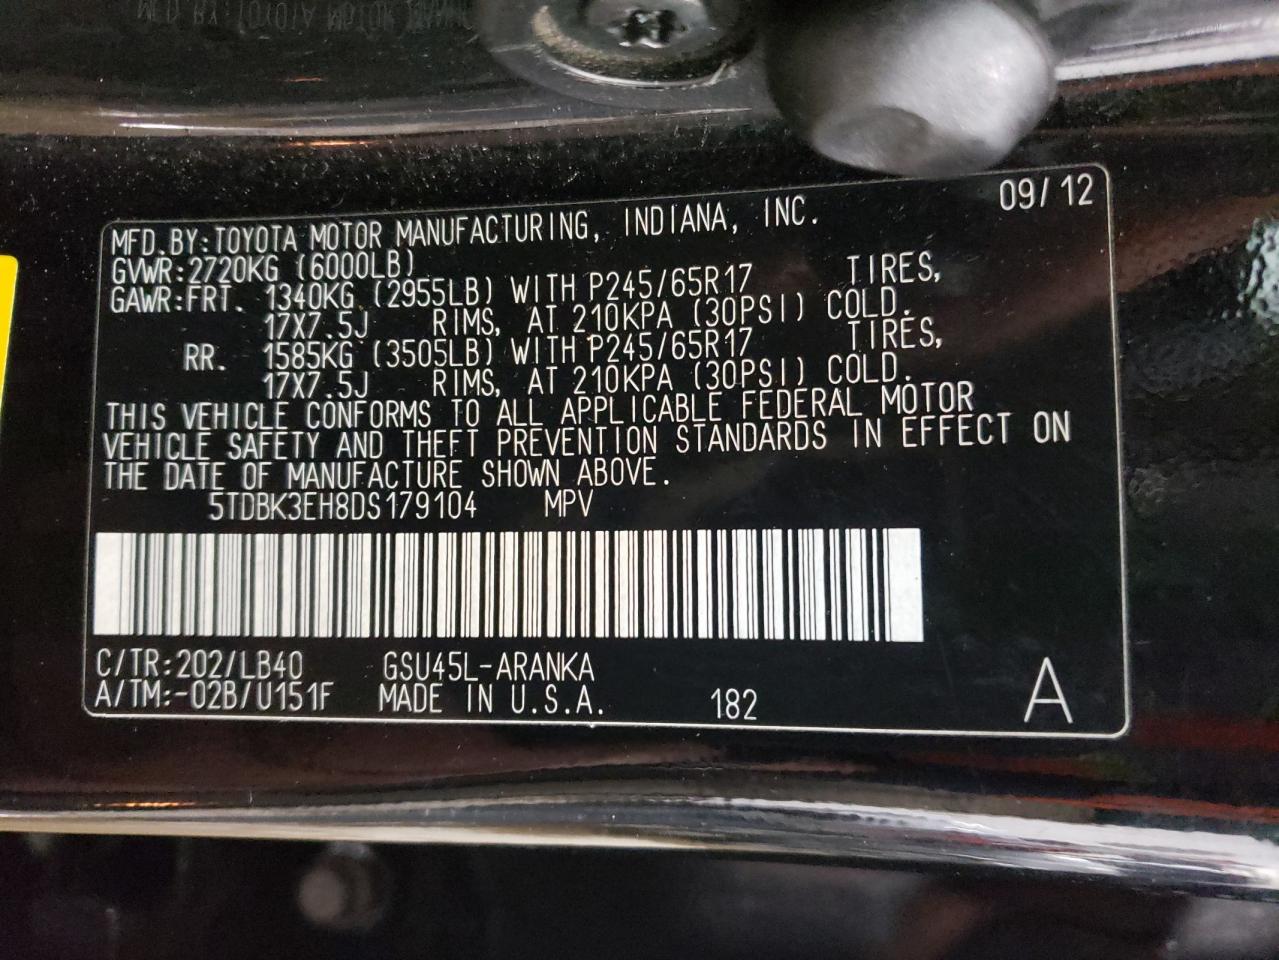 09/12
MFD.BY:TOYOTA MOTOR MANUFACTURING, INDIANA, INC.
GVWR:2720KG (6000LB)
GAWR:FRT. 1340KG (2955LB) WITH P245/65R17 TIRES,
17X7.5J RIMS, AT 210KPA (30PSI) COLD.
RR. 1585KG (3505LB) WITH P245/65R17 TIRES,
17X7.5J RIMS, AT 210KPA (30PSI) COLD.
THIS VEHICLE CONFORMS TO ALL APPLICABLE FEDERAL MOTOR
VEHICLE SAFETY AND THEFT PREVENTION STANDARDS IN EFFECT ON
THE DATE OF MANUFACTURE SHOWN ABOVE.
5TDBK3EH8DS179104 MPV
C/TR:202/LB40 GSU45L-ARANKA
A/TM:-02B/U151F MADE IN U.S.A. 182 A